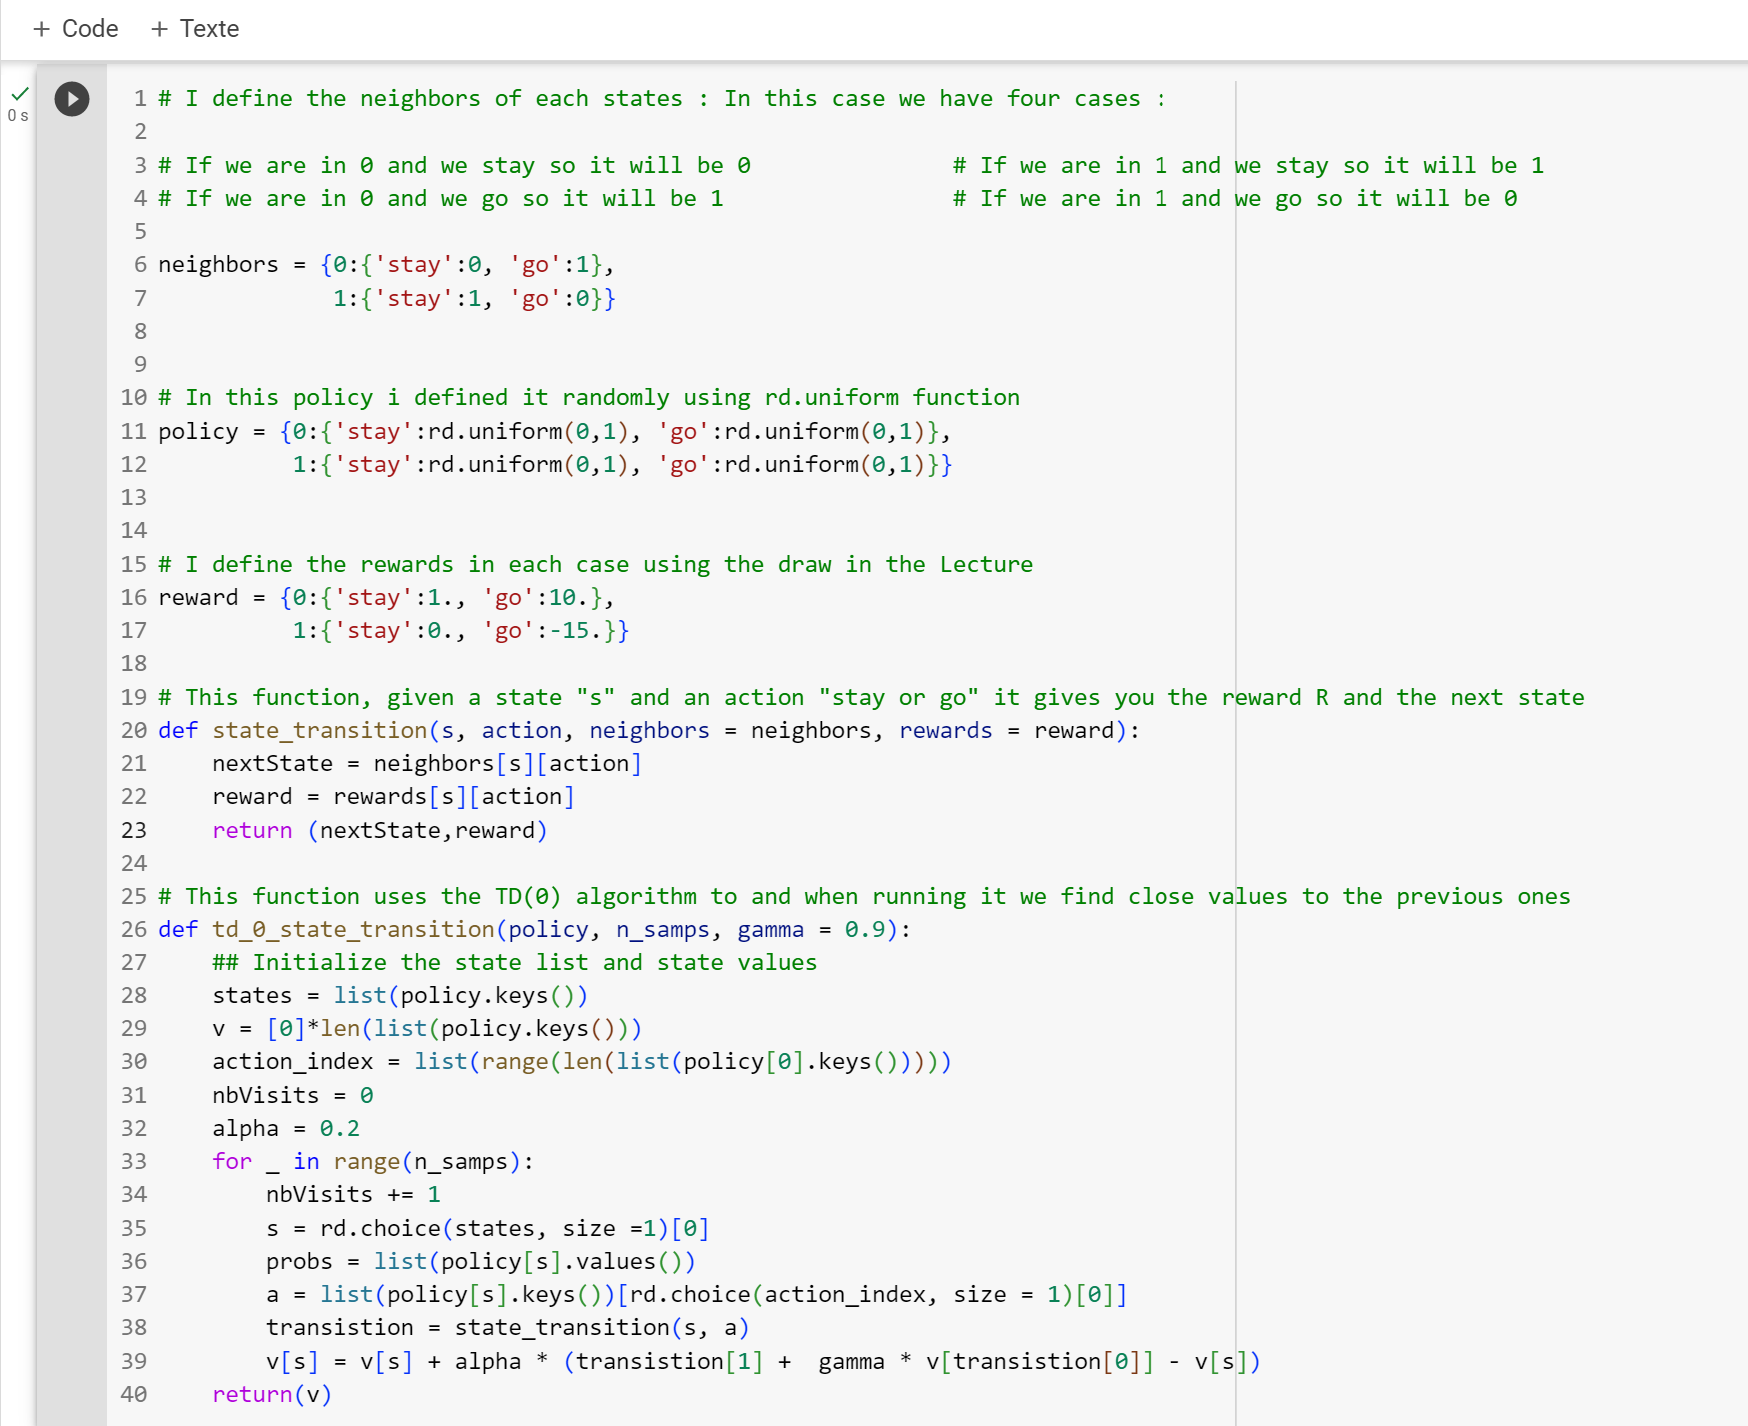 + Code + Texte
0 s
1 # I define the neighbors of each states : In this case we have four cases :
2
3 # If we are in 0 and we stay so it will be 0               # If we are in 1 and we stay so it will be 1
4 # If we are in 0 and we go so it will be 1                 # If we are in 1 and we go so it will be 0
5
6 neighbors = {0:{'stay':0, 'go':1},
7              1:{'stay':1, 'go':0}}
8
9
10 # In this policy i defined it randomly using rd.uniform function
11 policy = {0:{'stay':rd.uniform(0,1), 'go':rd.uniform(0,1)},
12           1:{'stay':rd.uniform(0,1), 'go':rd.uniform(0,1)}}
13
14
15 # I define the rewards in each case using the draw in the Lecture
16 reward = {0:{'stay':1., 'go':10.},
17           1:{'stay':0., 'go':-15.}}
18
19 # This function, given a state "s" and an action "stay or go" it gives you the reward R and the next state
20 def state_transition(s, action, neighbors = neighbors, rewards = reward):
21     nextState = neighbors[s][action]
22     reward = rewards[s][action]
23     return (nextState,reward)
24
25 # This function uses the TD(0) algorithm to and when running it we find close values to the previous ones
26 def td_0_state_transition(policy, n_samps, gamma = 0.9):
27     ## Initialize the state list and state values
28     states = list(policy.keys())
29     v = [0]*len(list(policy.keys()))
30     action_index = list(range(len(list(policy[0].keys()))))
31     nbVisits = 0
32     alpha = 0.2
33     for _ in range(n_samps):
34         nbVisits += 1
35         s = rd.choice(states, size =1)[0]
36         probs = list(policy[s].values())
37         a = list(policy[s].keys())[rd.choice(action_index, size = 1)[0]]
38         transistion = state_transition(s, a)
39         v[s] = v[s] + alpha * (transistion[1] +  gamma * v[transistion[0]] - v[s])
40     return(v)